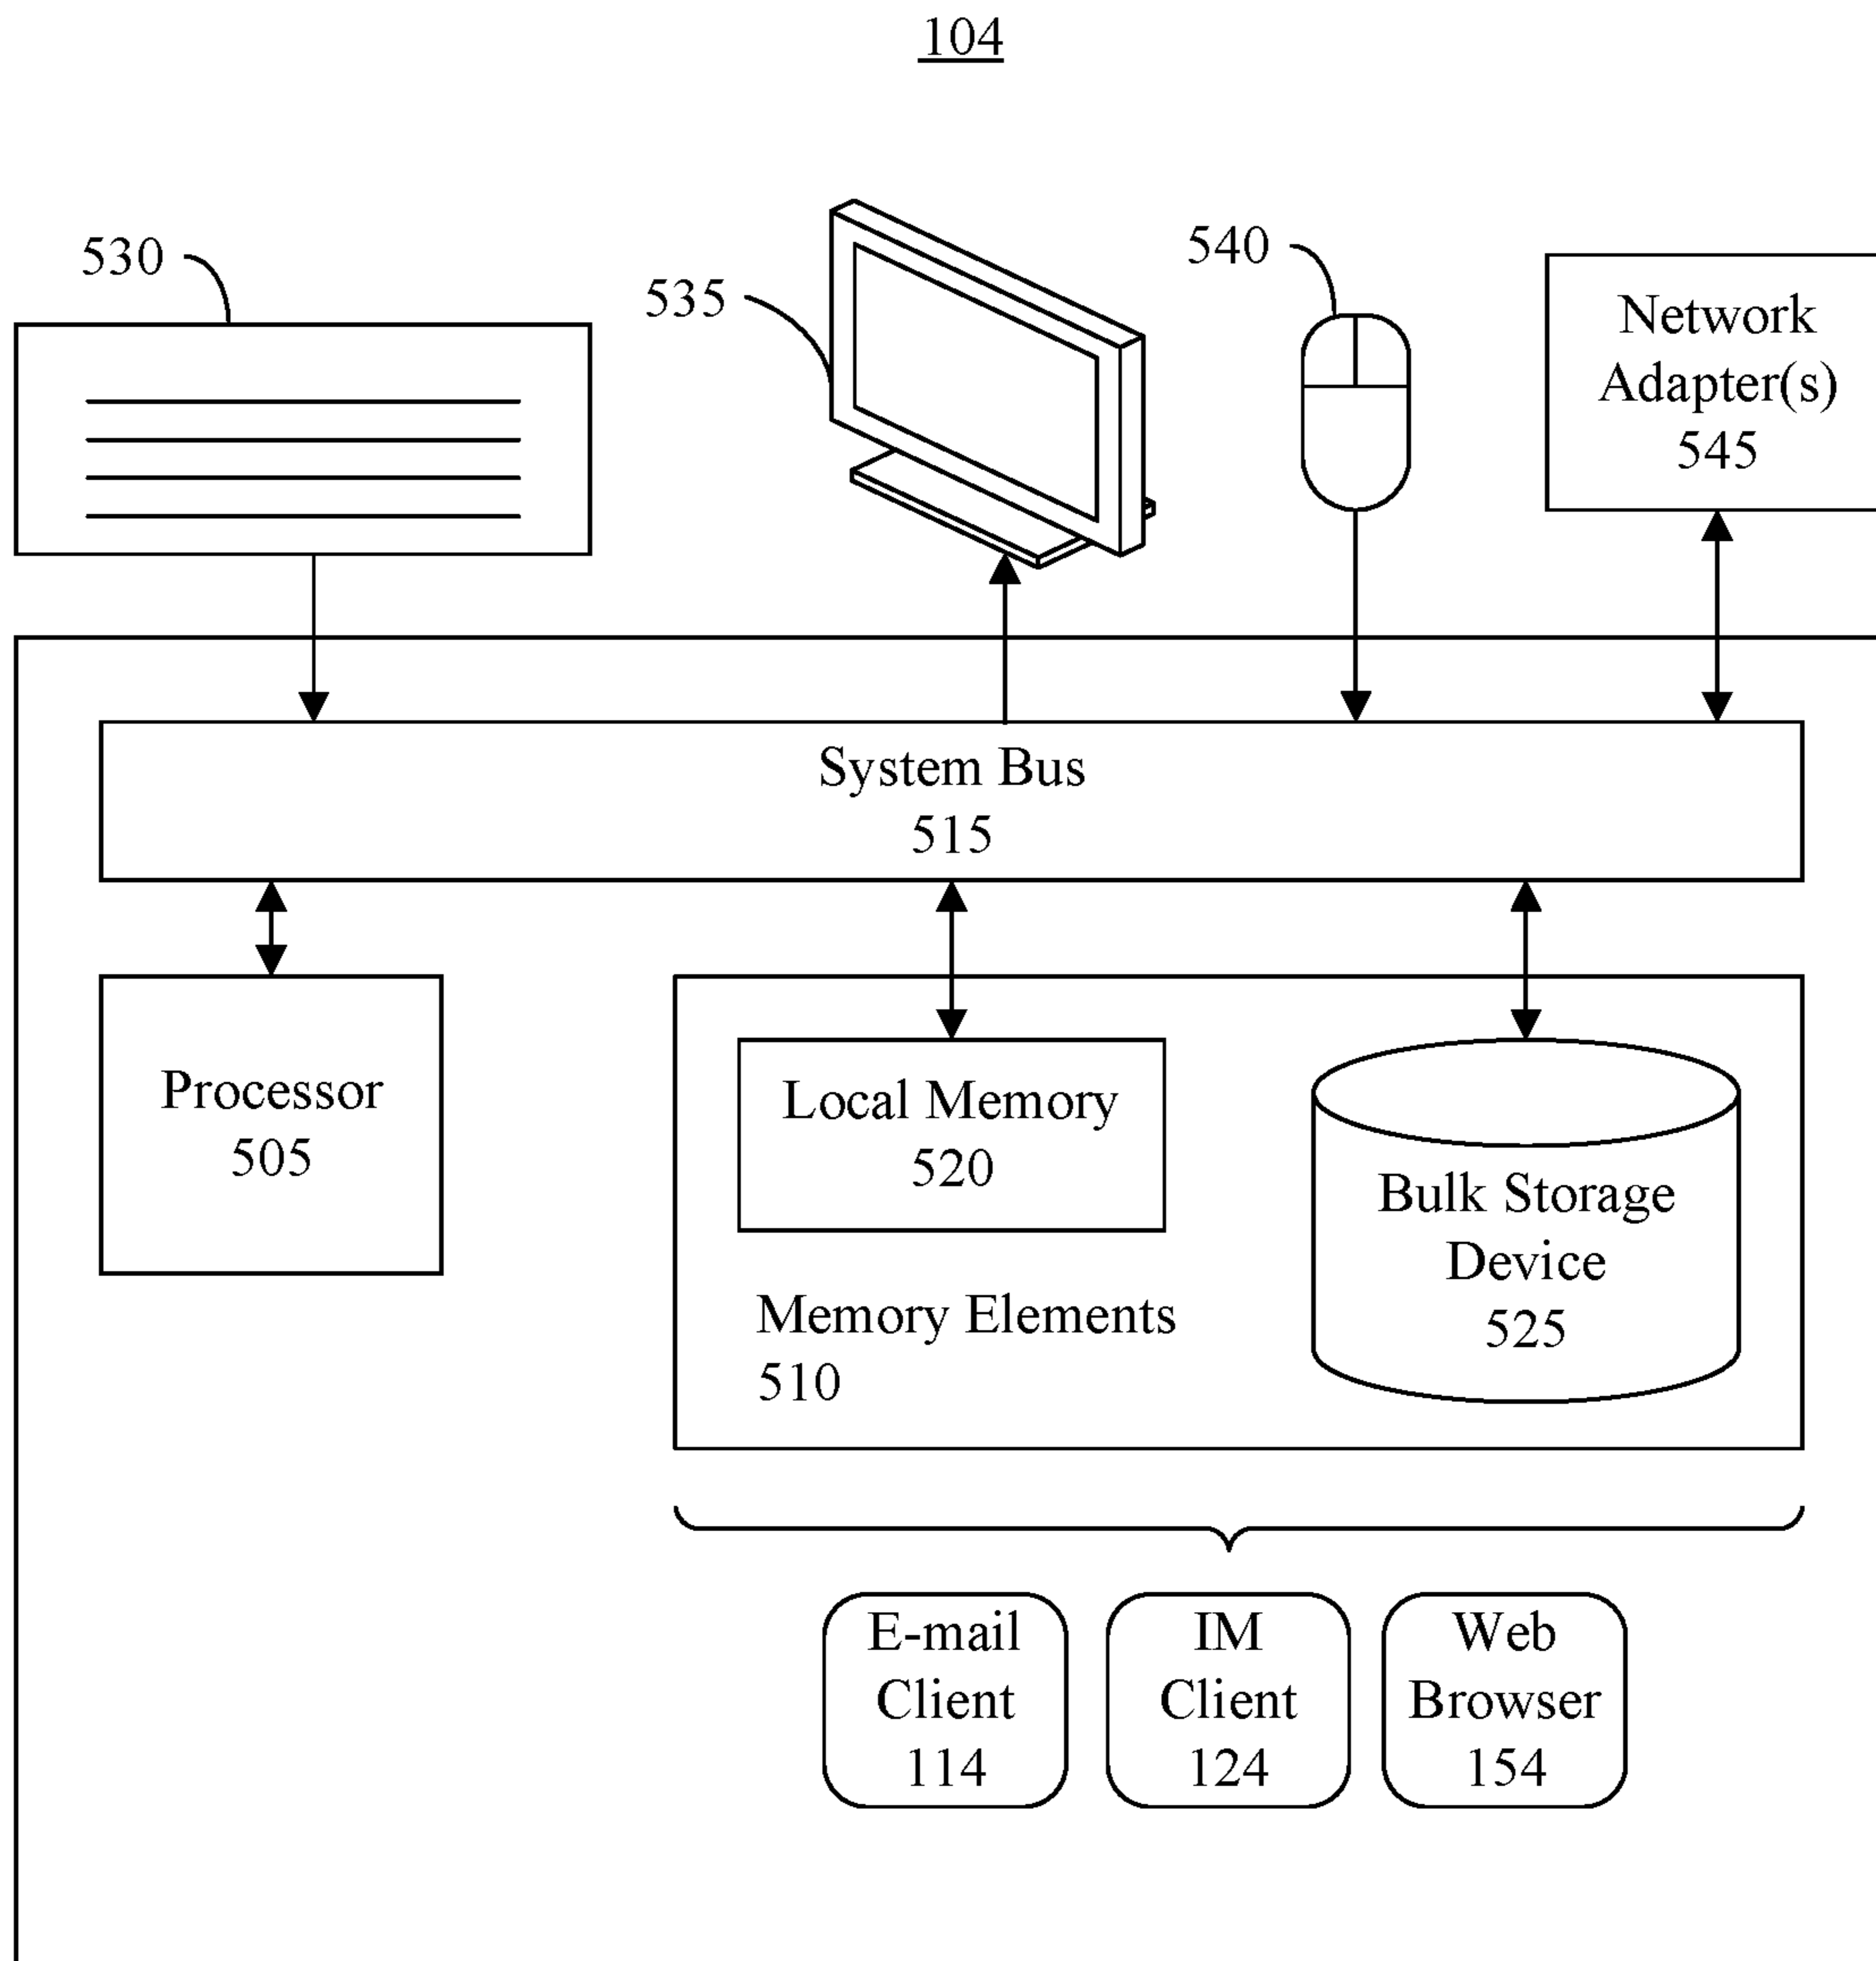 104
530
535
540
Network
Adapter(s)
545
System Bus
515
Processor
505
Local Memory
520
Bulk Storage
Device
525
Memory Elements
510
E-mail
Client
114
IM
Client
124
Web
Browser
154